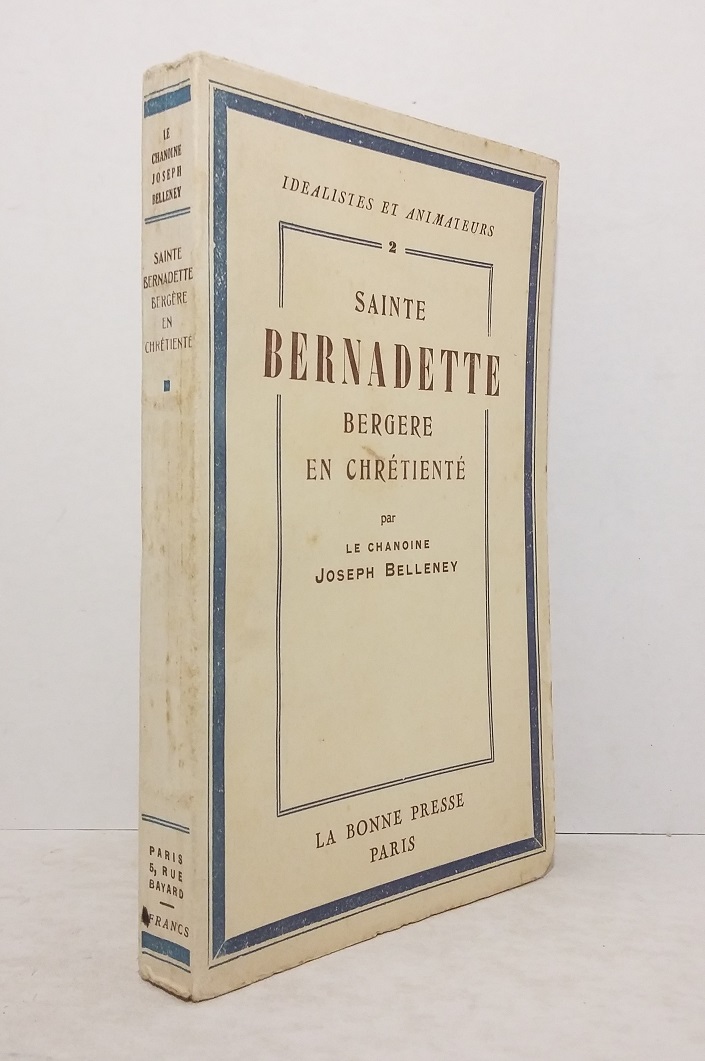 LE
CHANOINE
JOSEPH
BELLENEY
SAINTE
BERNADETTE
BERGÈRE
EN
CHRÉTIENTÉ
PARIS
5, RUE
BAYARD
FRANCS
IDEALISTES ET ANIMATEURS
2
SAINTE
BERNADETTE
BERGERE
EN CHRÉTIENTÉ
par
LE CHANOINE
JOSEPH BELLENEY
LA BONNE PRESSE
PARIS